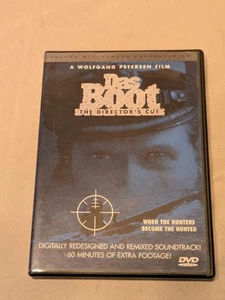 A WOLFGANG PETERSEN FILM
Das
Boot
THE DIRECTOR'S CUT
WHEN THE HUNTERS
BECOME THE HUNTED
DIGITALLY REDESIGNED AND REMIXED SOUNDTRACK!
60 MINUTES OF EXTRA FOOTAGE!
DVD